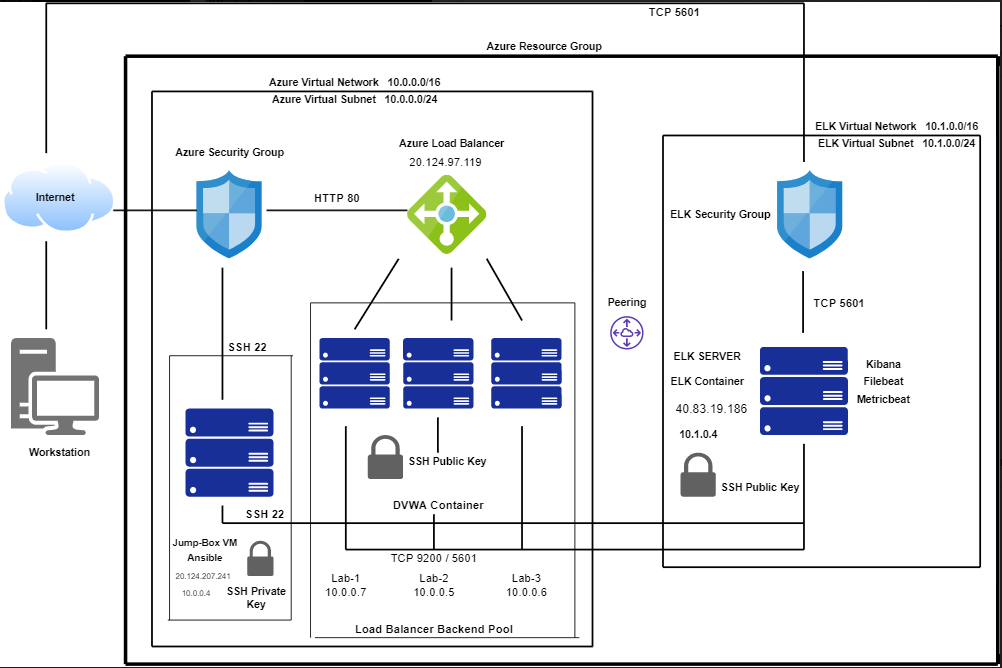 TCP 5601
Azure Resource Group
Azure Virtual Network 10.0.0.0/16
Azure Virtual Subnet 10.0.0.0/24
ELK Virtual Network 10.1.0.0/16
ELK Virtual Subnet 10.1.0.0/24
Azure Security Group
Azure Load Balancer
20.124.97.119
Internet
HTTP 80
ELK Security Group
Peering
TCP 5601
SSH 22
ELK SERVER
ELK Container
40.83.19.186
10.1.0.4
Kibana
Filebeat
Metricbeat
Workstation
SSH Public Key
SSH Public Key
DVWA Container
SSH 22
Jump-Box VM
Ansible
20.124.207.241
10.0.0.4
SSH Private
Key
TCP 9200 / 5601
Lab-1
10.0.0.7
Lab-2
10.0.0.5
Lab-3
10.0.0.6
Load Balancer Backend Pool